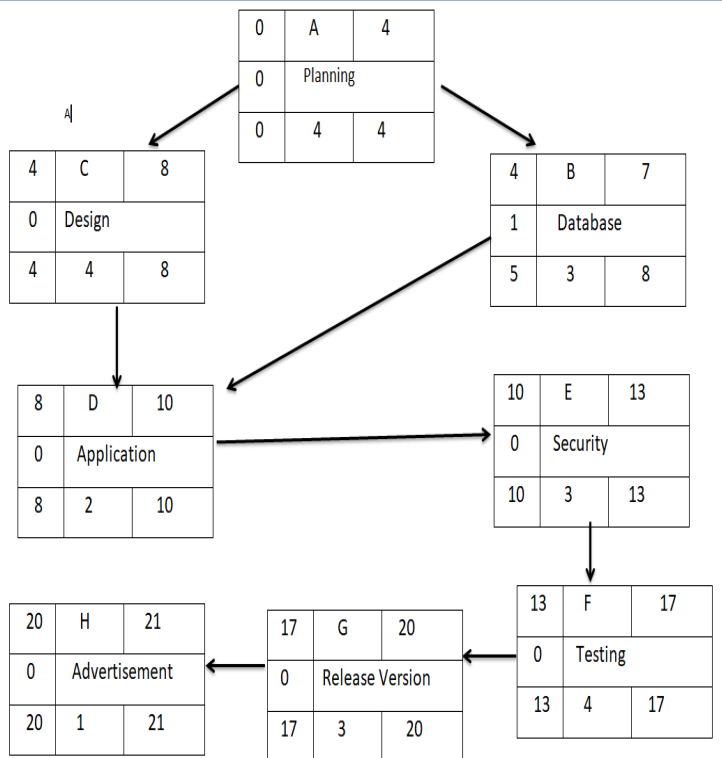 0 A 4
0 Planning
0 4 4
A
4 C 8
0 Design
4 4 8
4 B 7
1 Database
5 3 8
8 D 10
0 Application
8 2 10
10 E 13
0 Security
10 3 13
13 F 17
0 Testing
13 4 17
17 G 20
0 Release Version
17 3 20
20 H 21
0 Advertisement
20 1 21